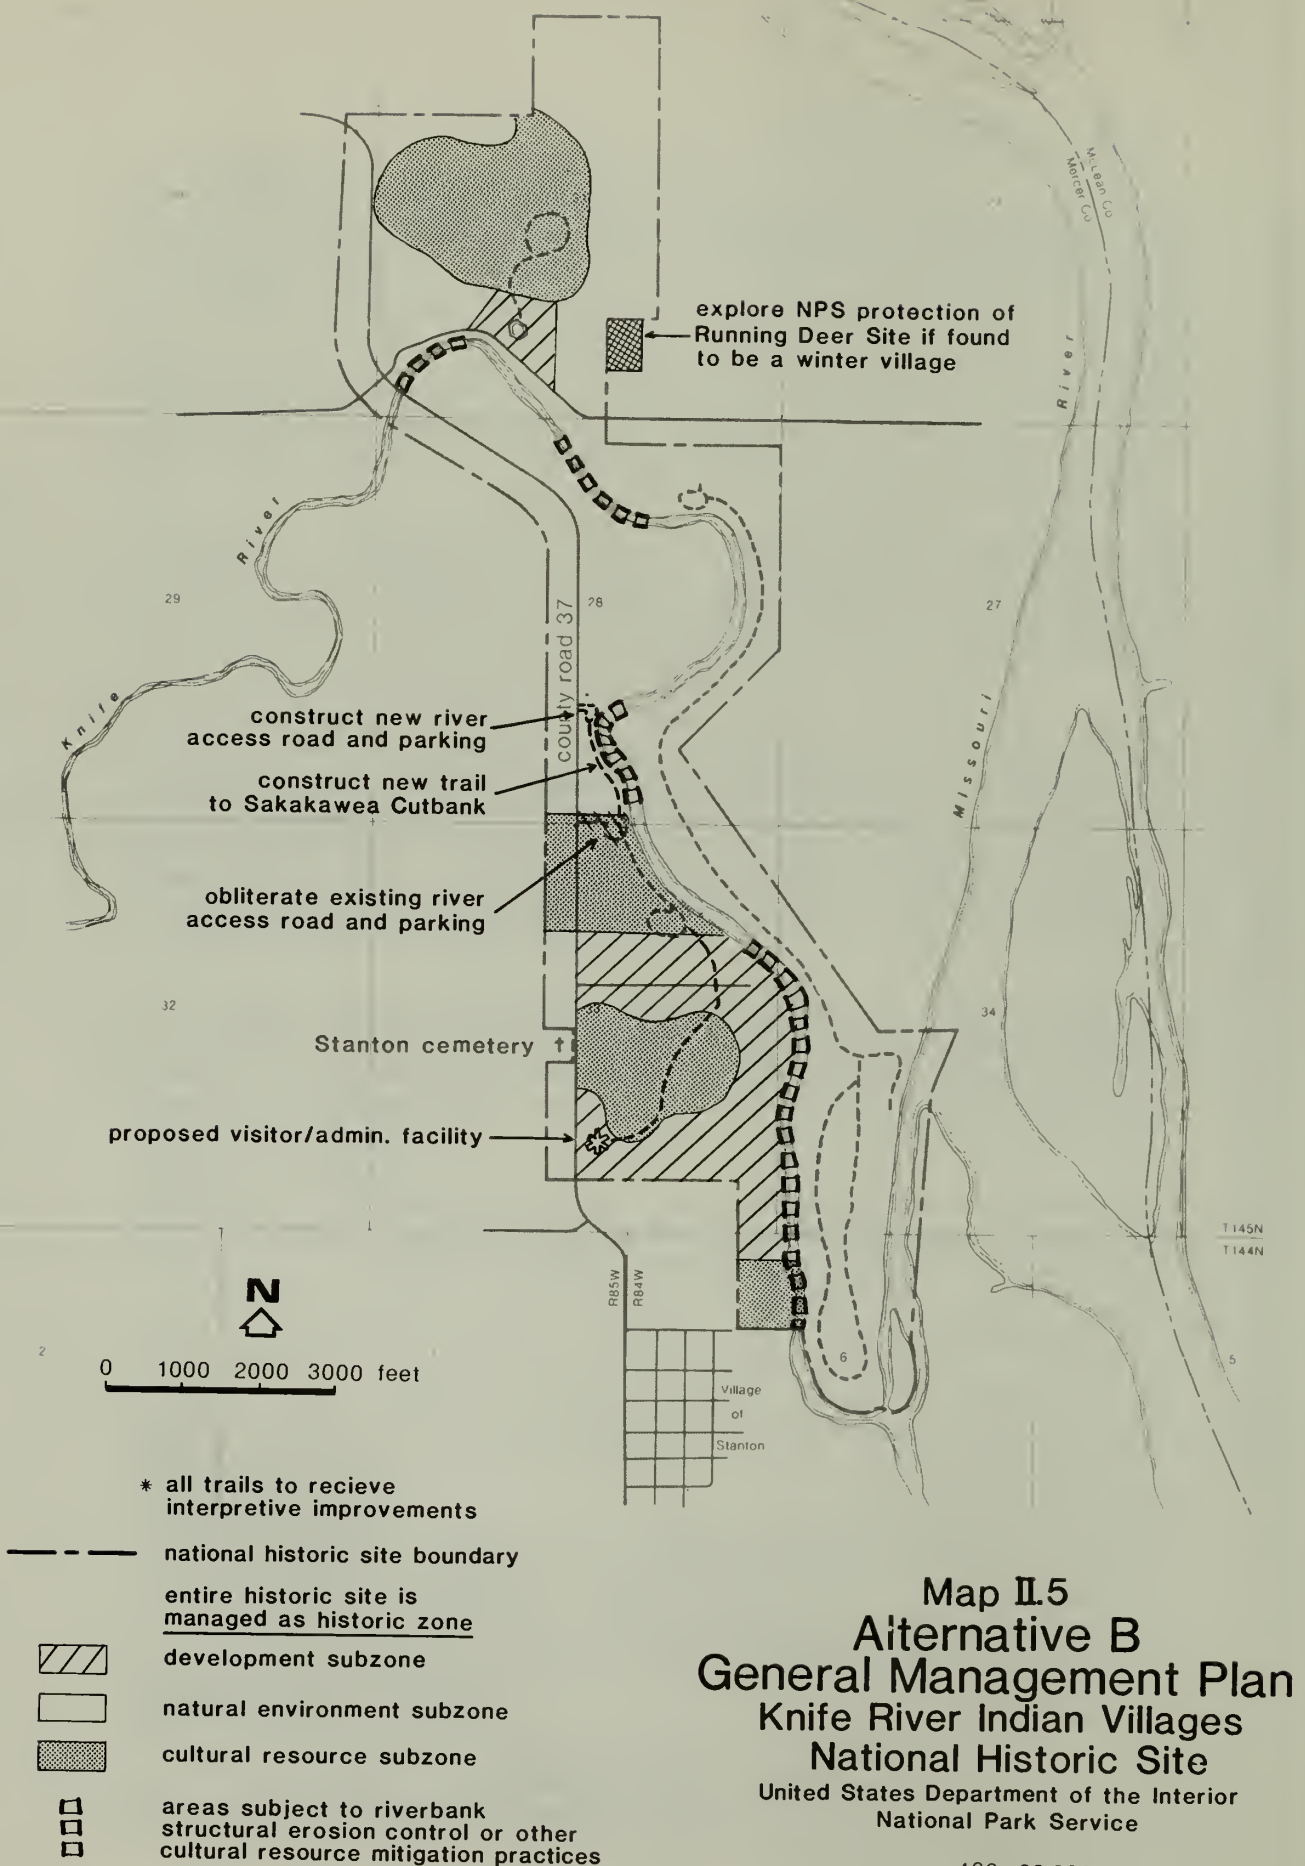 McLean Co
Mercer Co
explore NPS protection of
Running Deer Site if found
to be a winter village
River
River
29
28
27
county road 37
Knife
Missouri
construct new river
access road and parking
construct new trail
to Sakakawea Cutbank
obliterate existing river
access road and parking
32
33
34
Stanton cemetery
proposed visitor/admin. facility
T145N
T144N
R85W
R84W
N
0 1000 2000 3000 feet
2
6
5
Village
of
Stanton
* all trails to recieve
interpretive improvements
national historic site boundary
entire historic site is
managed as historic zone
development subzone
natural environment subzone
cultural resource subzone
areas subject to riverbank
structural erosion control or other
cultural resource mitigation practices
Map II.5
Alternative B
General Management Plan
Knife River Indian Villages
National Historic Site
United States Department of the Interior
National Park Service